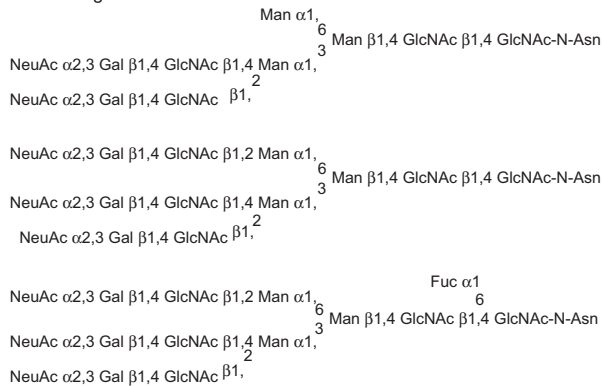 Man α1,
6
Man β1,4 GlcNAc β1,4 GlcNAc-N-Asn
3
NeuAc α2,3 Gal β1,4 GlcNAc β1,4 Man α1,
2
NeuAc α2,3 Gal β1,4 GlcNAc β1,
NeuAc α2,3 Gal β1,4 GlcNAc β1,2 Man α1,
6
Man β1,4 GlcNAc β1,4 GlcNAc-N-Asn
3
NeuAc α2,3 Gal β1,4 GlcNAc β1,4 Man α1,
2
NeuAc α2,3 Gal β1,4 GlcNAc β1,
Fuc α1
NeuAc α2,3 Gal β1,4 GlcNAc β1,2 Man α1,
6
6
Man β1,4 GlcNAc β1,4 GlcNAc-N-Asn
3
NeuAc α2,3 Gal β1,4 GlcNAc β1,4 Man α1,
2
NeuAc α2,3 Gal β1,4 GlcNAc β1,